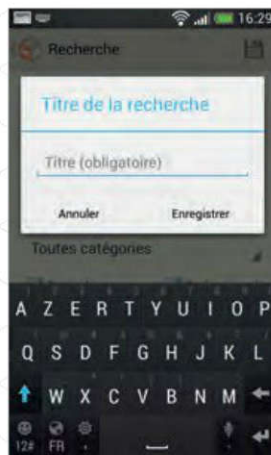 16:29
Recherche
Titre de la recherche
Titre (obligatoire)
Annuler Enregistrer
Toutes catégories
A Z E R T Y U I O P
Q S D F G H J K L
W X C V B N M
12# FR